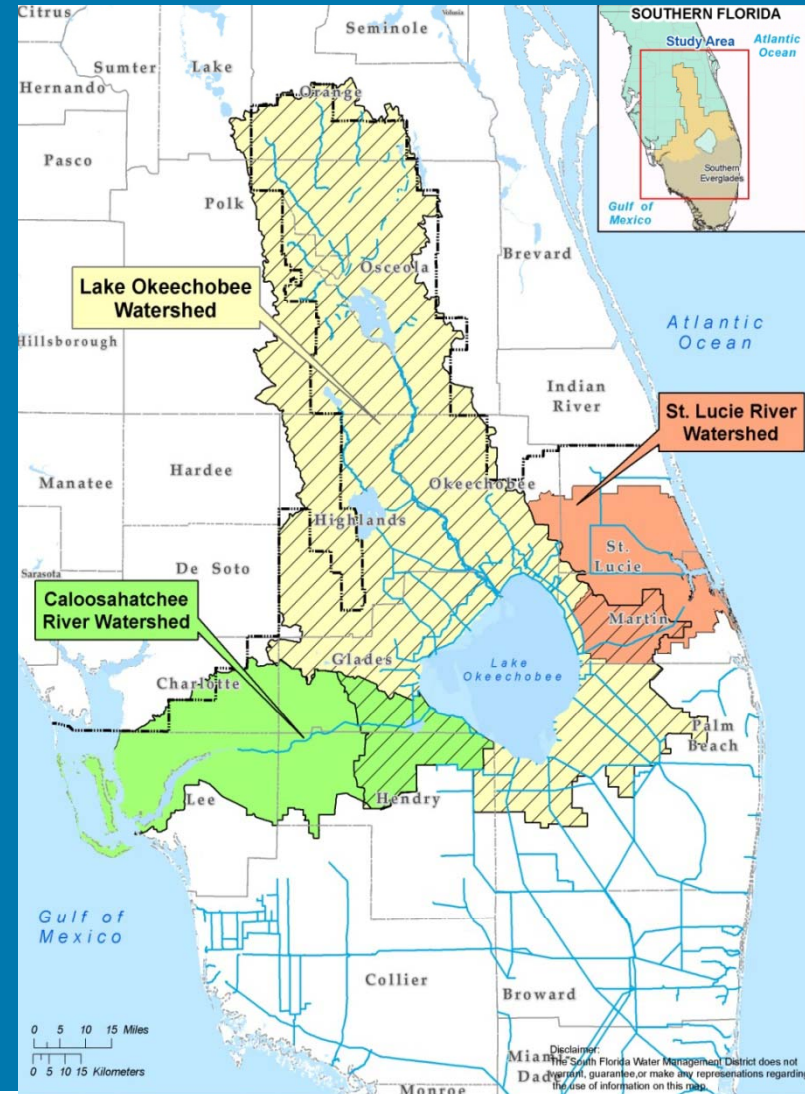 Citrus
Sumter
Lake
Seminole
Volusia
Hernando
Orange
Pasco
Polk
Osceola
Brevard
SOUTHERN FLORIDA
Study Area
Atlantic
Ocean
Southern
Everglades
Gulf of
Mexico
Lake Okeechobee
Watershed
Hillsborough
Atlantic
Ocean
Indian
River
St. Lucie River
Watershed
Manatee
Hardee
Okeechobee
Highlands
St.
Lucie
Sarasota
De Soto
Martin
Caloosahatchee
River Watershed
Glades
Lake
Okeechobee
Charlotte
Palm
Beach
Lee
Hendry
Gulf of
Mexico
Collier
Broward
0 5 10 15 Miles
0 5 10 15 Kilometers
Miami-
Dade
Monroe
Disclaimer:
The South Florida Water Management District does not
warrant, guarantee,or make any represenations regarding
the use of information on this map.